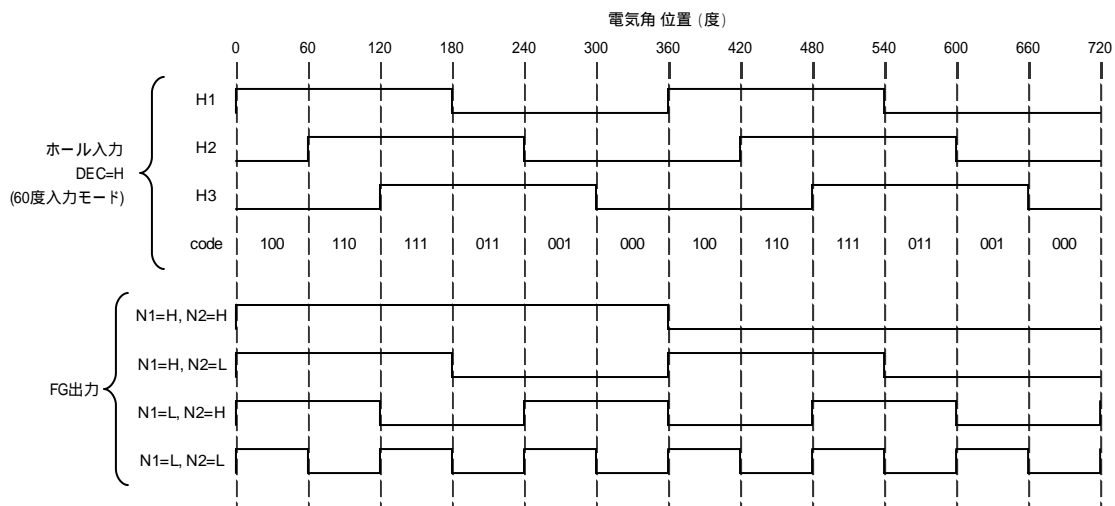 電気角 位置 (度)
0 60 120 180 240 300 360 420 480 540 600 660 720
H1
H2
H3
ホール入力
DEC=H
(60度入力モード)
code 100 110 111 011 001 000 100 110 111 011 001 000
N1=H, N2=H
N1=H, N2=L
FG出力
N1=L, N2=H
N1=L, N2=L